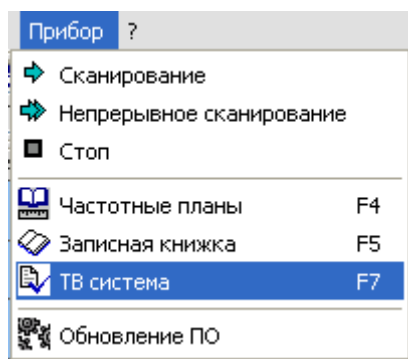 Прибор ?
Сканирование
Непрерывное сканирование
Стоп
Частотные планы F4
Записная книжка F5
ТВ система F7
Обновление ПО